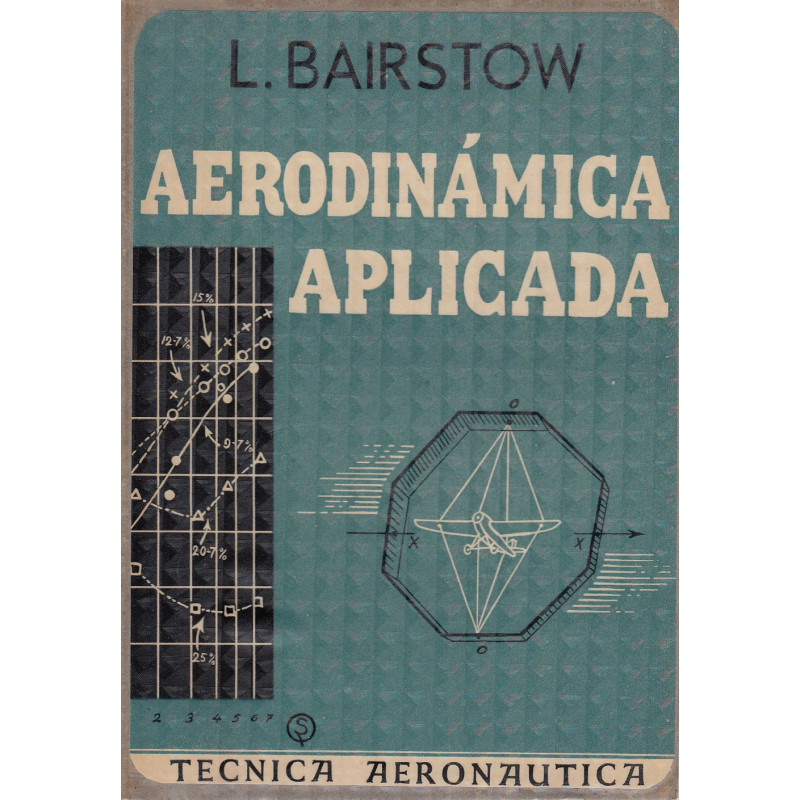 L. BAIRSTOW
AERODINÁMICA
APLICADA
15%
12-7%
9-7%
20-7%
25%
O
X
X
O
2 3 4 5 6 7
S
TECNICA AERONAUTICA